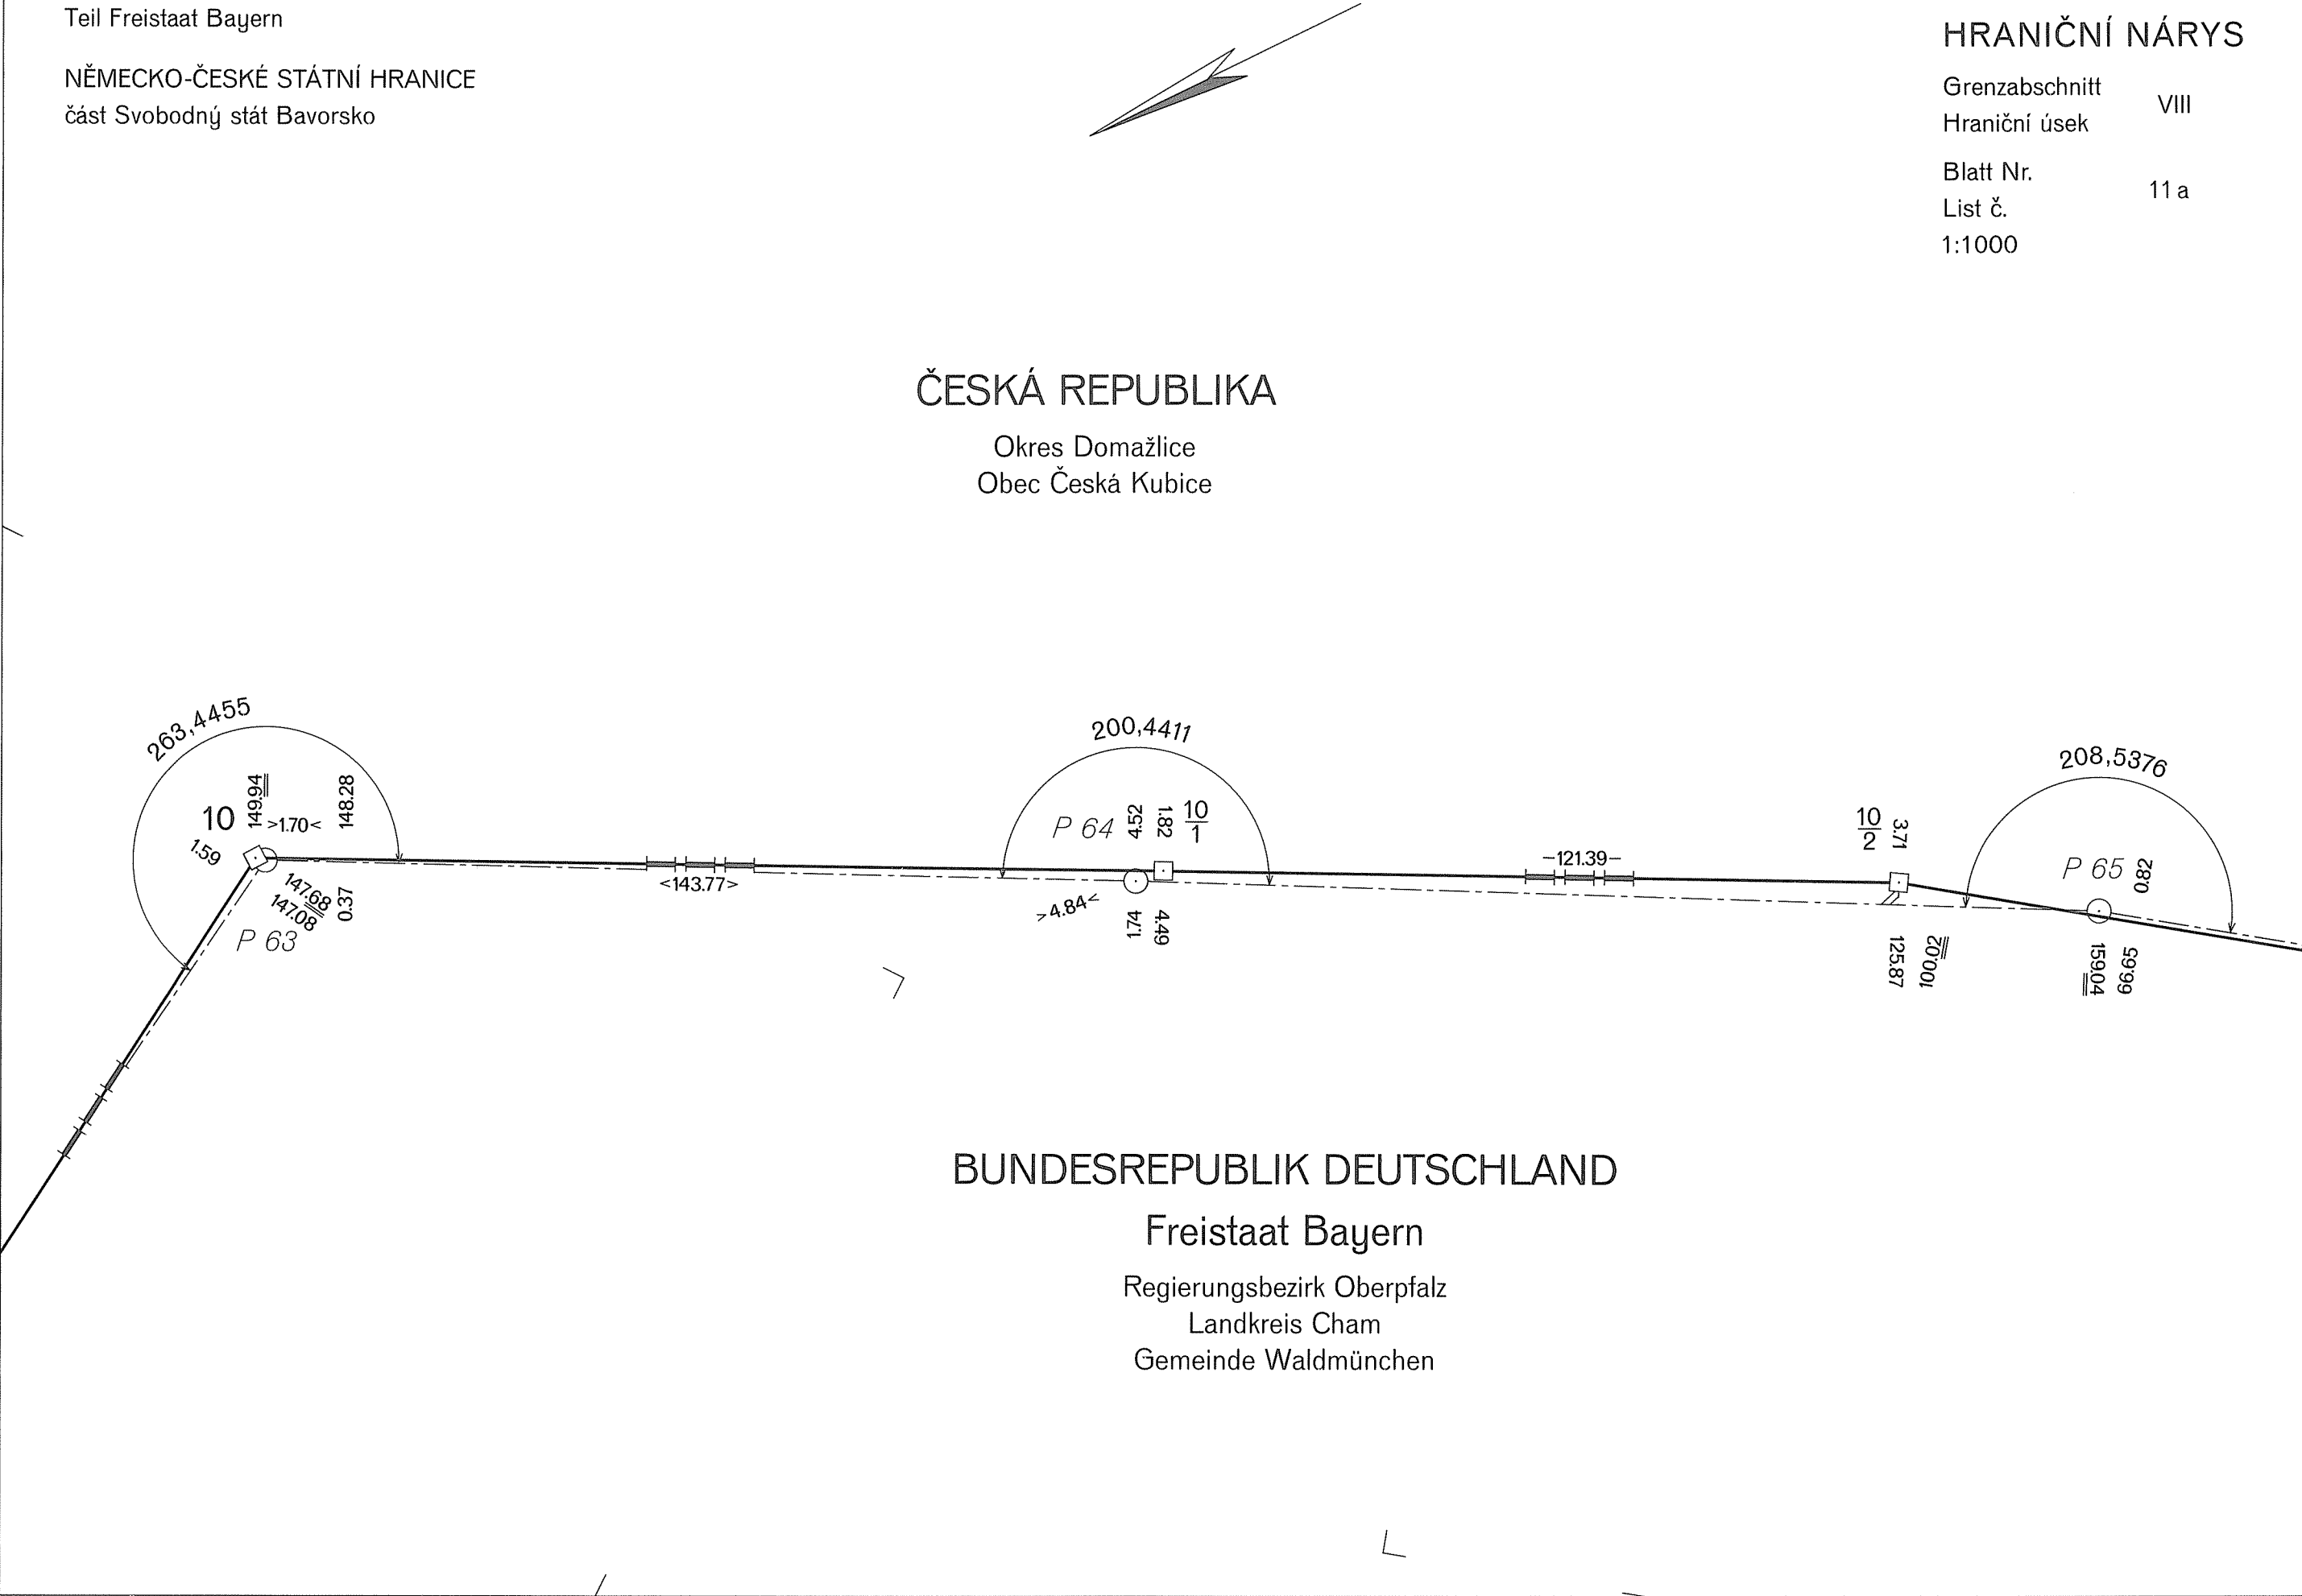 Teil Freistaat Bayern
NĚMECKO-ČESKÉ STÁTNÍ HRANICE
část Svobodný stát Bavorsko
HRANIČNÍ NÁRYS
Grenzabschnitt
Hraniční úsek
VIII
Blatt Nr.
List č.
11 a
1:1000
ČESKÁ REPUBLIKA
Okres Domažlice
Obec Česká Kubice
263,4455
10
149.94
>1.70<
148.28
1.59
147.68
147.08
0.37
P 63
<143.77>
200,4411
P 64
4.52
1.82
10
1
>4.84<
1.74
4.49
–121.39–
10
2
3.71
125.87
100.02
208,5376
P 65
0.82
159.04
69.65
BUNDESREPUBLIK DEUTSCHLAND
Freistaat Bayern
Regierungsbezirk Oberpfalz
Landkreis Cham
Gemeinde Waldmünchen